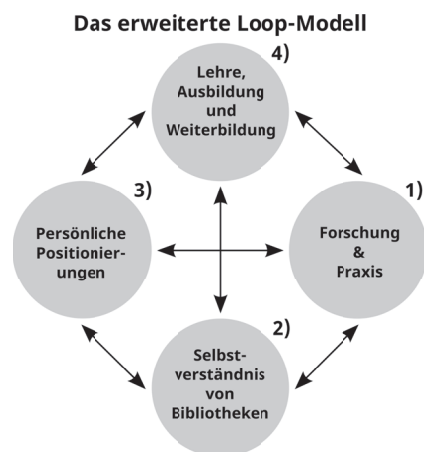 Das erweiterte Loop-Modell
4)
Lehre,
Ausbildung
und
Weiterbildung
3)
Persönliche
Positionier-
ungen
1)
Forschung
&
Praxis
2)
Selbst-
verständnis
von
Bibliotheken